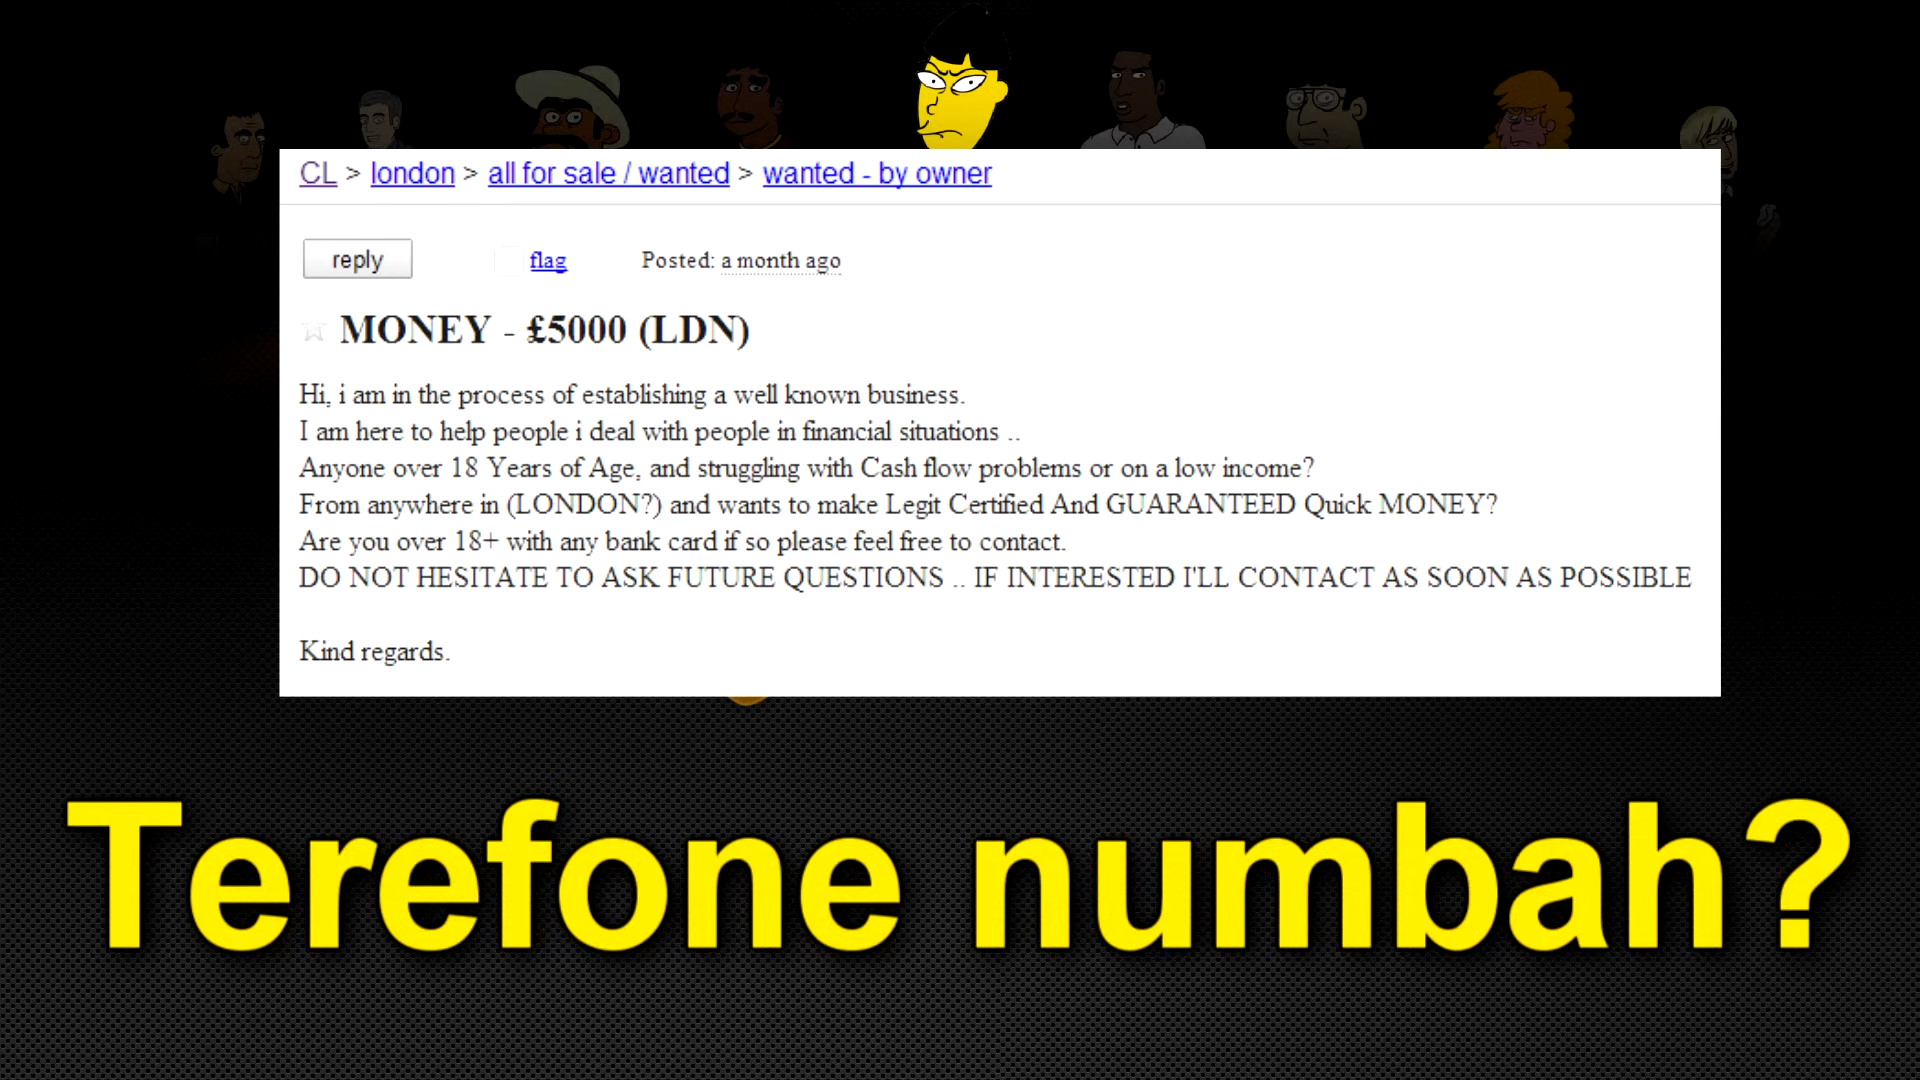 CL > london > all for sale / wanted > wanted - by owner
reply flag Posted: a month ago
MONEY - £5000 (LDN)
Hi, i am in the process of establishing a well known business.
I am here to help people i deal with people in financial situations ..
Anyone over 18 Years of Age, and struggling with Cash flow problems or on a low income?
From anywhere in (LONDON?) and wants to make Legit Certified And GUARANTEED Quick MONEY?
Are you over 18+ with any bank card if so please feel free to contact.
DO NOT HESITATE TO ASK FUTURE QUESTIONS .. IF INTERESTED I'LL CONTACT AS SOON AS POSSIBLE
Kind regards.
Terefone numbah?